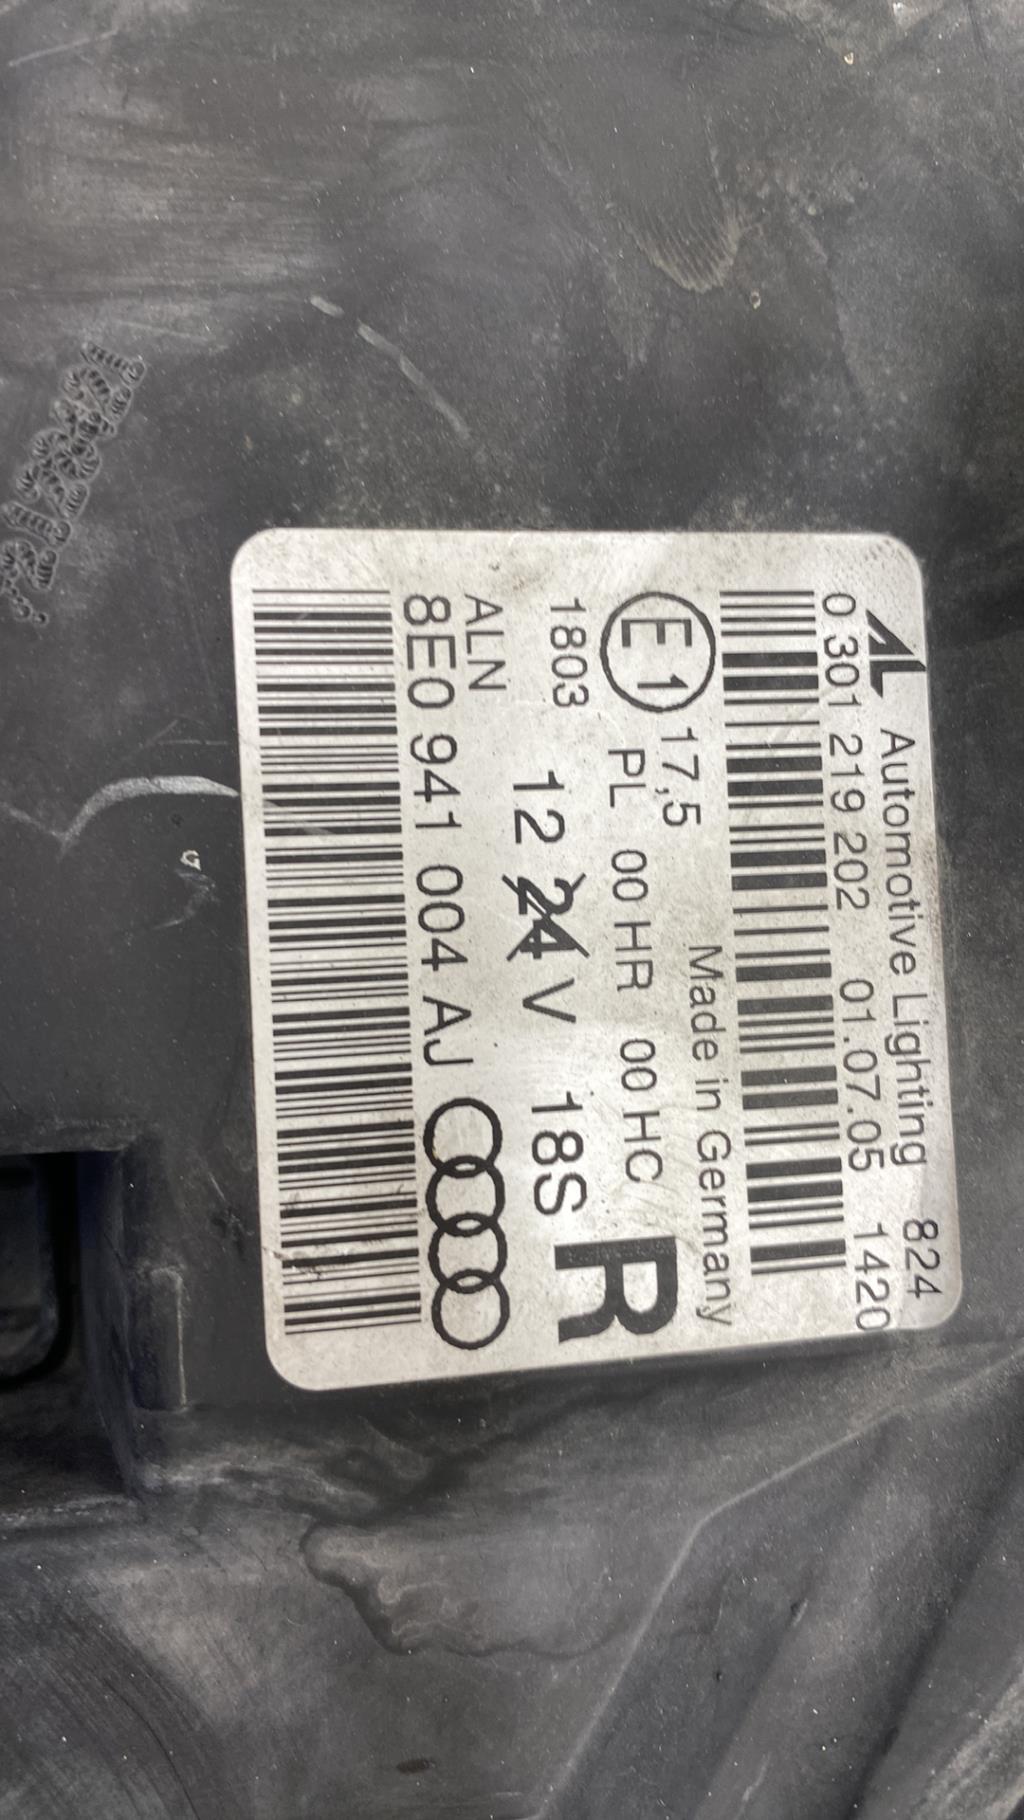 AL Automotive Lighting 824
0 301 219 202 01.07.05 1420
Made in Germany
E1 17,5
PL 00 HR 00 HC
R
1803 12 24 V 18S
ALN
8E0 941 004 AJ